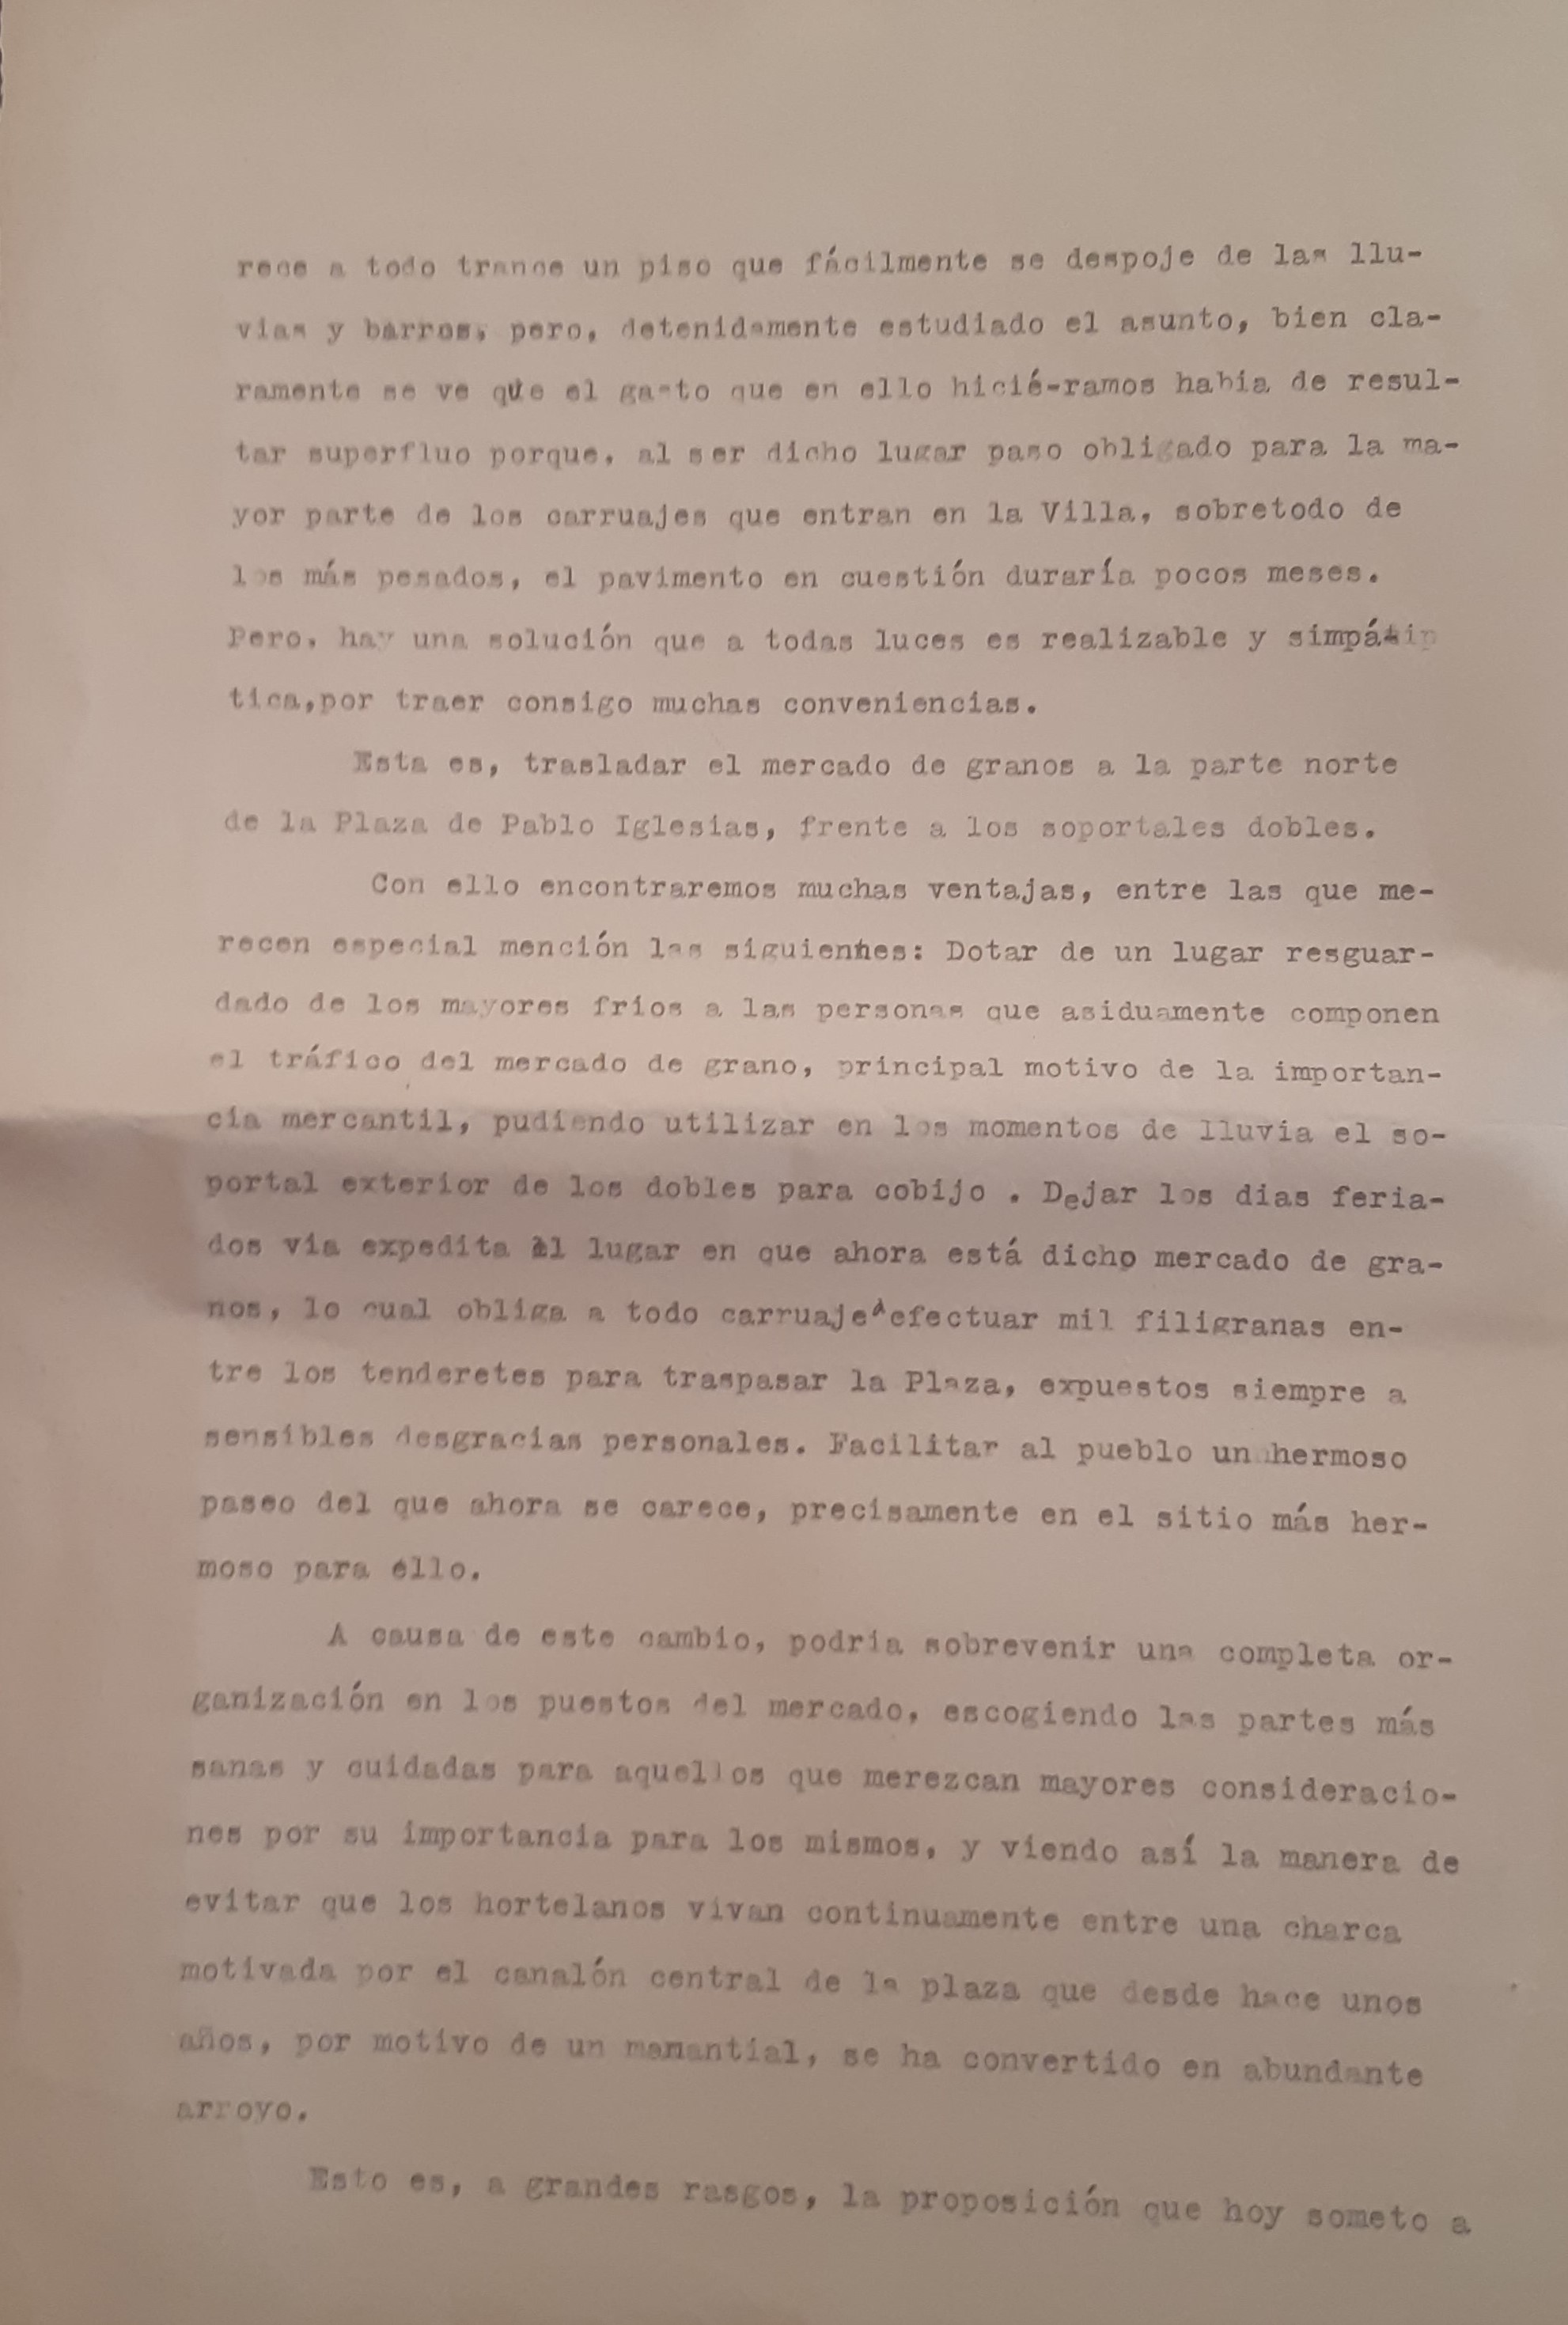 rece a todo trance un piso que fácilmente se despoje de las llu-
vias y barros, pero, detenidamente estudiado el asunto, bien cla-
ramente se ve que el gasto que en ello hicié-ramos habia de resul-
tar superfluo porque, al ser dicho lugar paso obligado para la ma-
yor parte de los carruajes que entran en la Villa, sobretodo de
los más pesados, el pavimento en cuestión duraría pocos meses.
Pero, hay una solución que a todas luces es realizable y simpá
tica,por traer consigo muchas conveniencias.
Esta es, trasladar el mercado de granos a la parte norte
de la Plaza de Pablo Iglesias, frente a los soportales dobles.
Con ello encontraremos muchas ventajas, entre las que me-
recen especial mención las : Dotar de un lugar resguar-
dado de los mayores frios a las personas que asiduamente componen
el tráfico del mercado de grano, principal motivo de la importan-
cia mercantil, pudiendo utilizar en los momentos de lluvia el so-
portal exterior de los dobles para cobijo . Dejar los dias feria-
dos via expedita al lugar en que ahora está dicho mercado de gra-
nos, lo cual obliga a todo carruaje a efectuar mil filigranas en-
tre los tenderetes para traspasar la Plaza, expuestos siempre a
sensibles desgracias personales. Facilitar al pueblo un hermoso
paseo del que ahora se carece, precisamente en el sitio más her-
moso para éllo.
A causa de este cambio, podria sobrevenir una completa or-
ganización en los puestos del mercado, escogiendo las partes más
sanas y cuidadas para aquellos que merezcan mayores consideracio-
nes por su importancia para los mismos, y viendo así la manera de
evitar que los hortelanos vivan continuamente entre una charca
motivada por el canalón central de la plaza que desde hace unos
años, por motivo de un manantial, se ha convertido en abundante
arroyo.
Esto es, a grandes rasgos, la proposición que hoy someto a